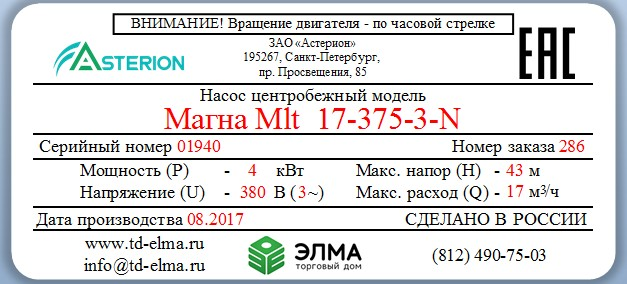 ВНИМАНИЕ! Вращение двигателя - по часовой стрелке
ASTERION
ЗАО «Астерион»
195267, Санкт-Петербург,
пр. Просвещения, 85
EAC
Насос центробежный модель
Магна Mlt 17-375-3-N
Серийный номер 01940 Номер заказа 286
Мощность (P) - 4 кВт Макс. напор (H) - 43 м
Напряжение (U) - 380 В (3~) Макс. расход (Q) - 17 м³/ч
Дата производства 08.2017 СДЕЛАНО В РОССИИ
www.td-elma.ru
info@td-elma.ru
ЭЛМА
ТОРГОВЫЙ ДОМ
(812) 490-75-03